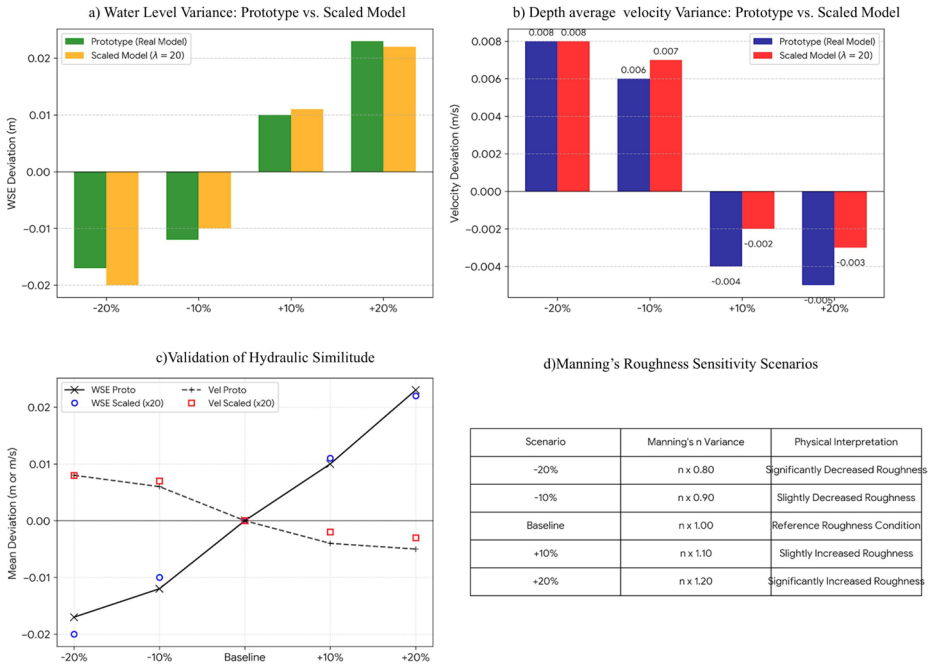 a) Water Level Variance: Prototype vs. Scaled Model
Prototype (Real Model)
Scaled Model (λ = 20)
WSE Deviation (m)
0.02
0.01
0.00
−0.01
−0.02
-20%
-10%
+10%
+20%
b) Depth average velocity Variance: Prototype vs. Scaled Model
Prototype (Real Model)
Scaled Model (λ = 20)
Velocity Deviation (m/s)
0.008
0.006
0.004
0.002
0.000
−0.002
−0.004
0.008
0.008
0.006
0.007
-0.004
-0.002
-0.005
-0.003
-20%
-10%
+10%
+20%
c)Validation of Hydraulic Similitude
WSE Proto
WSE Scaled (x20)
Vel Proto
Vel Scaled (x20)
Mean Deviation (m or m/s)
0.02
0.01
0.00
−0.01
−0.02
-20%
-10%
Baseline
+10%
+20%
d)Manning’s Roughness Sensitivity Scenarios
Scenario Manning's n Variance Physical Interpretation
-20% n x 0.80 Significantly Decreased Roughness
-10% n x 0.90 Slightly Decreased Roughness
Baseline n x 1.00 Reference Roughness Condition
+10% n x 1.10 Slightly Increased Roughness
+20% n x 1.20 Significantly Increased Roughness